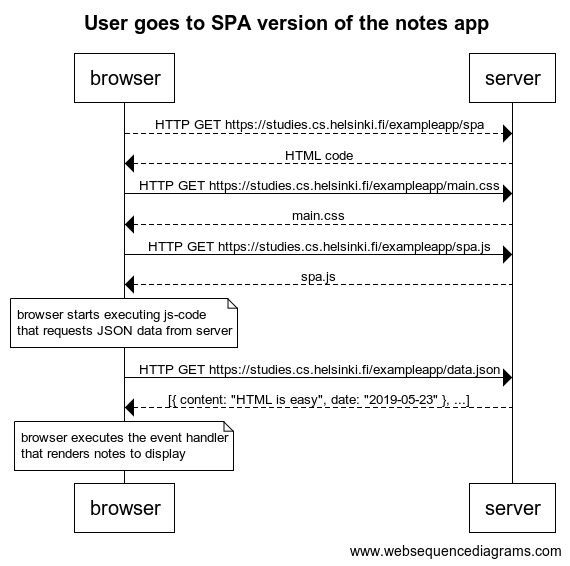 User goes to SPA version of the notes app
browser
server
HTTP GET https://studies.cs.helsinki.fi/exampleapp/spa
HTML code
HTTP GET https://studies.cs.helsinki.fi/exampleapp/main.css
main.css
HTTP GET https://studies.cs.helsinki.fi/exampleapp/spa.js
spa.js
browser starts executing js-code
that requests JSON data from server
HTTP GET https://studies.cs.helsinki.fi/exampleapp/data.json
[{ content: "HTML is easy", date: "2019-05-23" }, ...]
browser executes the event handler
that renders notes to display
browser
server
www.websequencediagrams.com